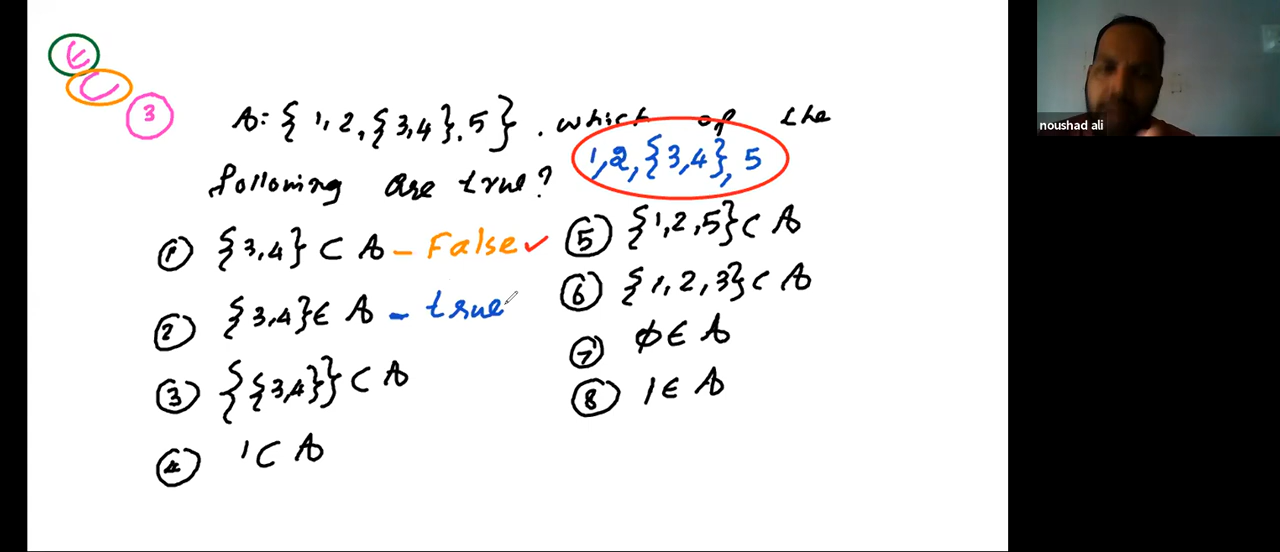 ∈
⊂
3 A: {1,2,{3,4},5}. which of the
following are true? 1,2,{3,4},5
① {3,4} ⊂ A - False ✓
② {3,4} ∈ A - true
③ {{3,4}} ⊂ A
④ 1 ⊂ A
⑤ {1,2,5} ⊂ A
⑥ {1,2,3} ⊂ A
⑦ ϕ ∈ A
⑧ 1 ∈ A
noushad ali